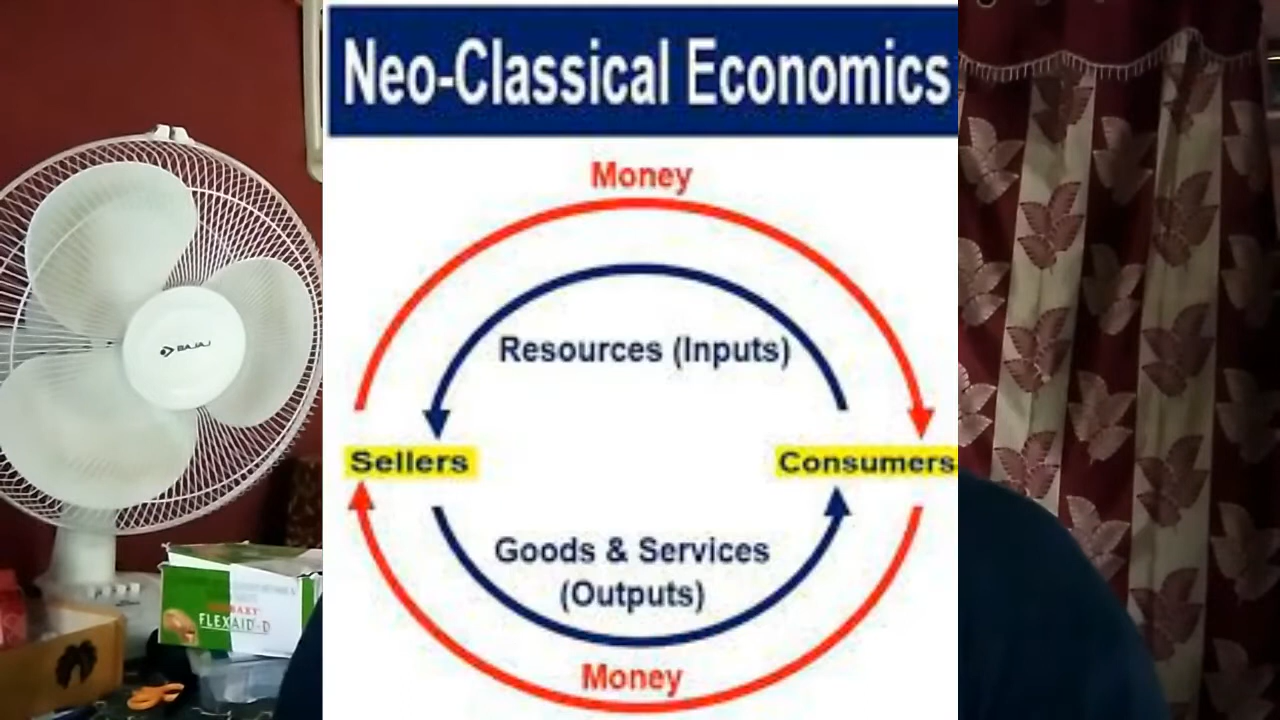 Neo-Classical Economics
Money
Resources (Inputs)
Sellers
Consumers
Goods & Services
(Outputs)
Money
BAJAJ
FLEXAID-D